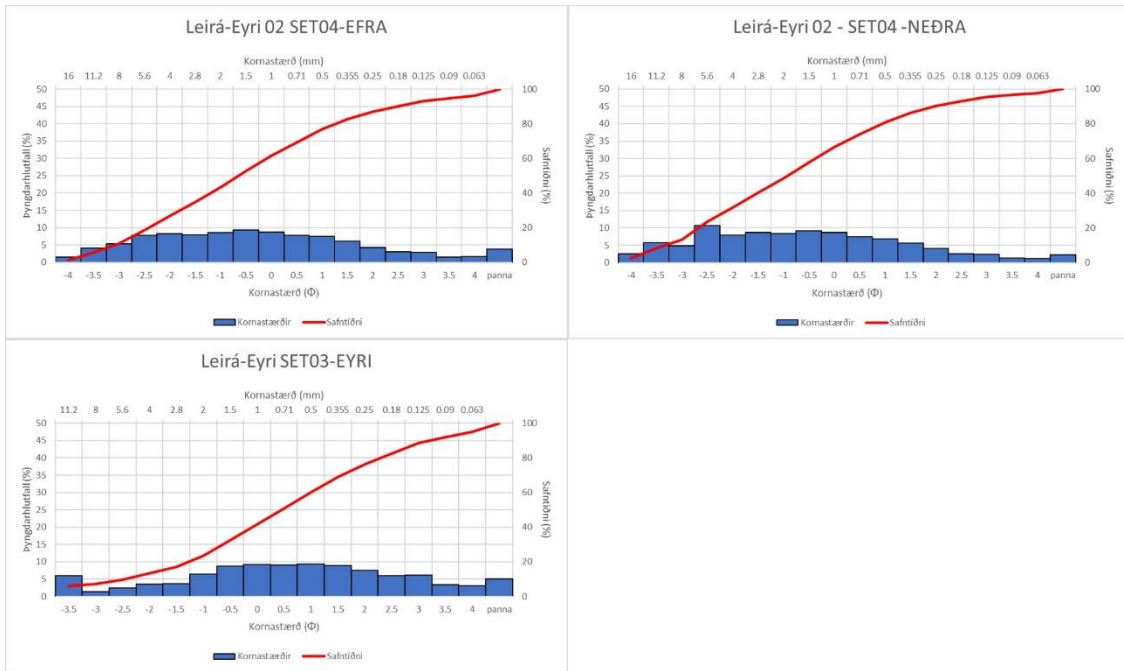 Leirá-Eyri 02 SET04-EFRA
Kornastærð (mm)
16 11.2 8 5.6 4 2.8 2 1.5 1 0.71 0.5 0.355 0.25 0.18 0.125 0.09 0.063
Þyngdarhlutfall (%)
50
45
40
35
30
25
20
15
10
5
0
100
80
60
40
20
0
Safntíðni (%)
-4 -3.5 -3 -2.5 -2 -1.5 -1 -0.5 0 0.5 1 1.5 2 2.5 3 3.5 4 panna
Kornastærð (Φ)
Kornastærðir Safntíðni
Leirá-Eyri 02 - SET04 -NEÐRA
Kornastærð (mm)
16 11.2 8 5.6 4 2.8 2 1.5 1 0.71 0.5 0.355 0.25 0.18 0.125 0.09 0.063
Þyngdarhlutfall (%)
50
45
40
35
30
25
20
15
10
5
0
100
80
60
40
20
0
Safntíðni (%)
-4 -3.5 -3 -2.5 -2 -1.5 -1 -0.5 0 0.5 1 1.5 2 2.5 3 3.5 4 panna
Kornastærð (Φ)
Kornastærðir Safntíðni
Leirá-Eyri SET03-EYRI
Kornastærð (mm)
11.2 8 5.6 4 2.8 2 1.5 1 0.71 0.5 0.355 0.25 0.18 0.125 0.09 0.063
Þyngdarhlutfall (%)
50
45
40
35
30
25
20
15
10
5
0
100
80
60
40
20
0
Safntíðni (%)
-3.5 -3 -2.5 -2 -1.5 -1 -0.5 0 0.5 1 1.5 2 2.5 3 3.5 4 panna
Kornastærð (Φ)
Kornastærðir Safntíðni